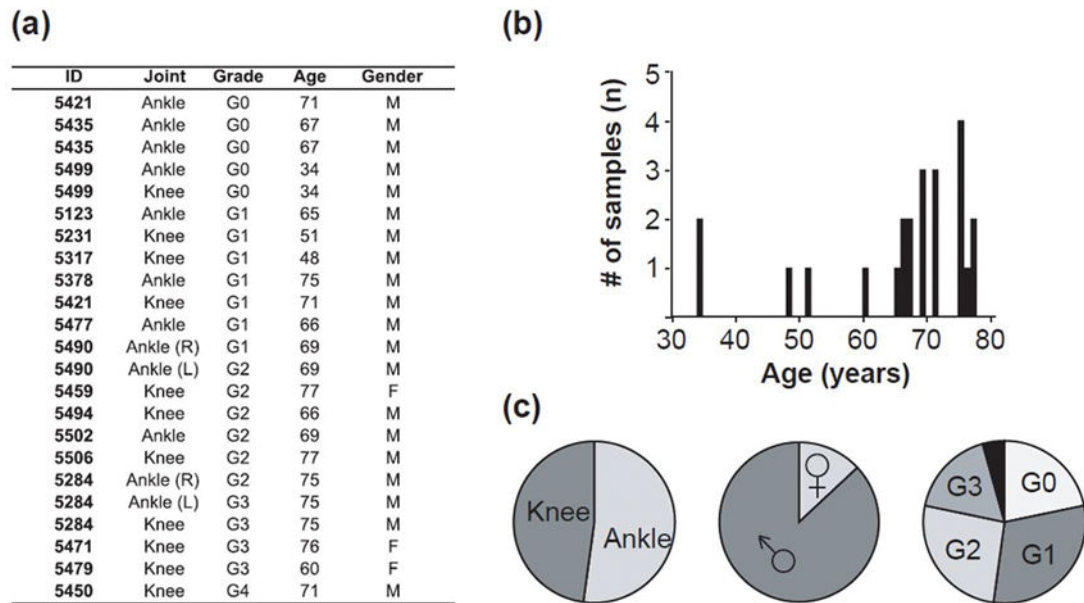 (a)
ID Joint Grade Age Gender
5421 Ankle G0 71 M
5435 Ankle G0 67 M
5435 Ankle G0 67 M
5499 Ankle G0 34 M
5499 Knee G0 34 M
5123 Ankle G1 65 M
5231 Knee G1 51 M
5317 Knee G1 48 M
5378 Ankle G1 75 M
5421 Knee G1 71 M
5477 Ankle G1 66 M
5490 Ankle (R) G1 69 M
5490 Ankle (L) G2 69 M
5459 Knee G2 77 F
5494 Knee G2 66 M
5502 Ankle G2 69 M
5506 Knee G2 77 M
5284 Ankle (R) G2 75 M
5284 Ankle (L) G3 75 M
5284 Knee G3 75 M
5471 Knee G3 76 F
5479 Knee G3 60 F
5450 Knee G4 71 M
(b)
# of samples (n)
5
4
3
2
1
30 40 50 60 70 80
Age (years)
(c)
Knee Ankle
♀
♂
G3 G0
G2 G1